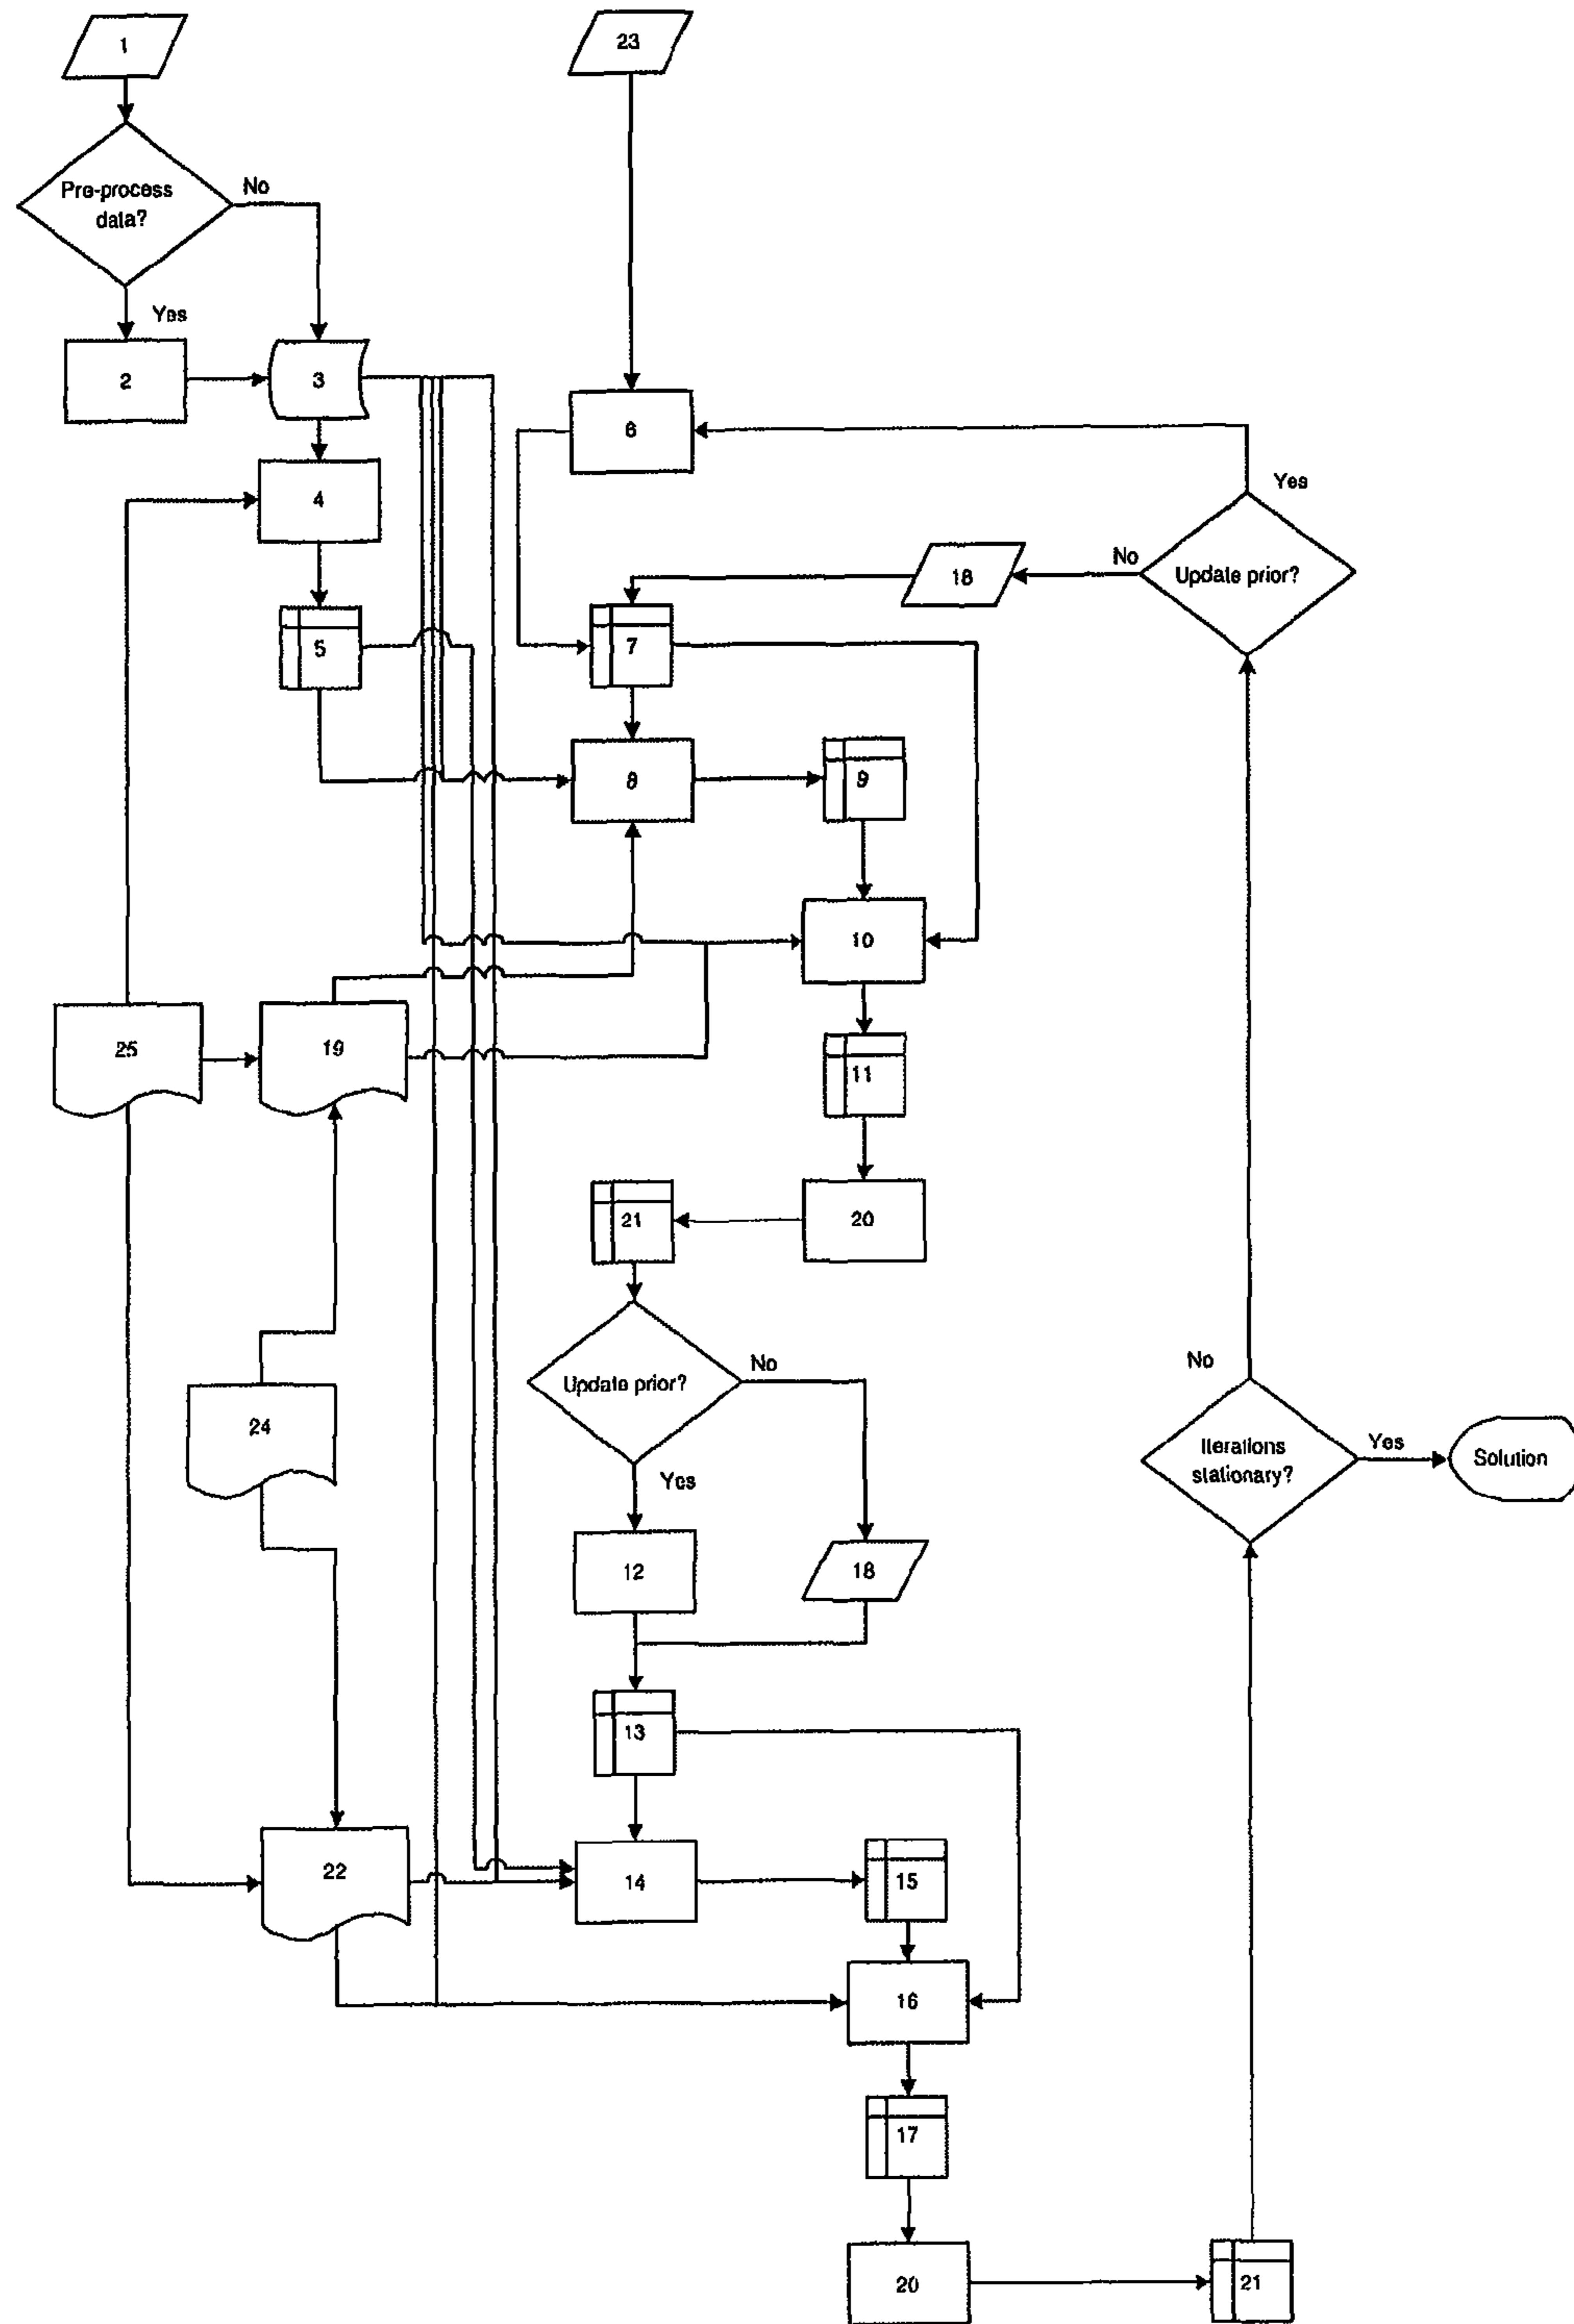 1
23
Pre-process
data?
No
Yes
2
3
6
4
Yes
Update prior?
No
18
5
7
8
9
10
25
19
11
21
20
Update prior?
No
Yes
24
No
Iterations
stationary?
Yes
Solution
12
18
13
22
14
15
16
17
20
21